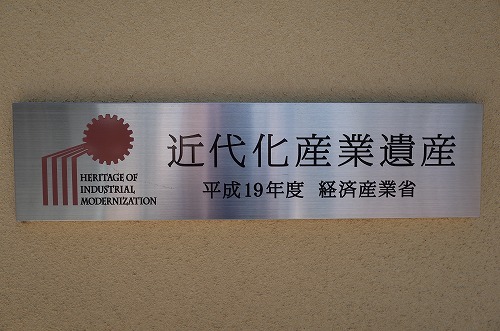 HERITAGE OF
INDUSTRIAL
MODERNIZATION
近代化産業遺産
平成19年度 経済産業省